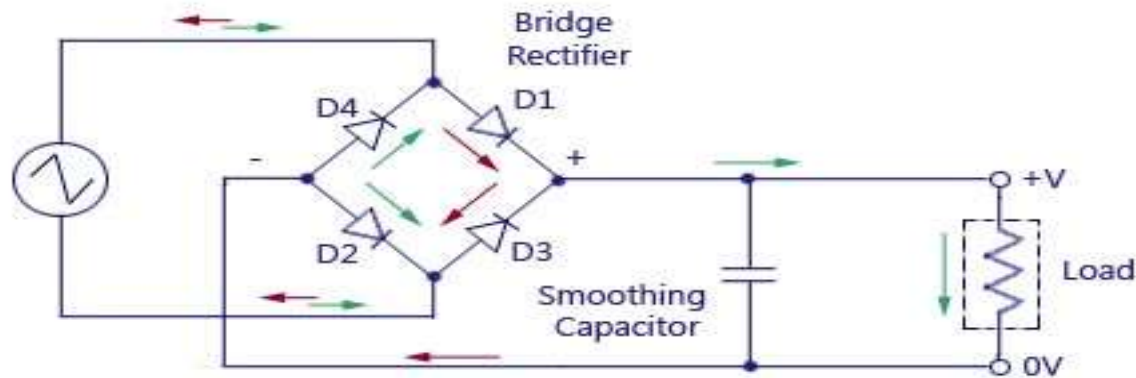 Bridge
Rectifier
D4
D1
-
+
+V
D2
D3
Load
Smoothing
Capacitor
0V